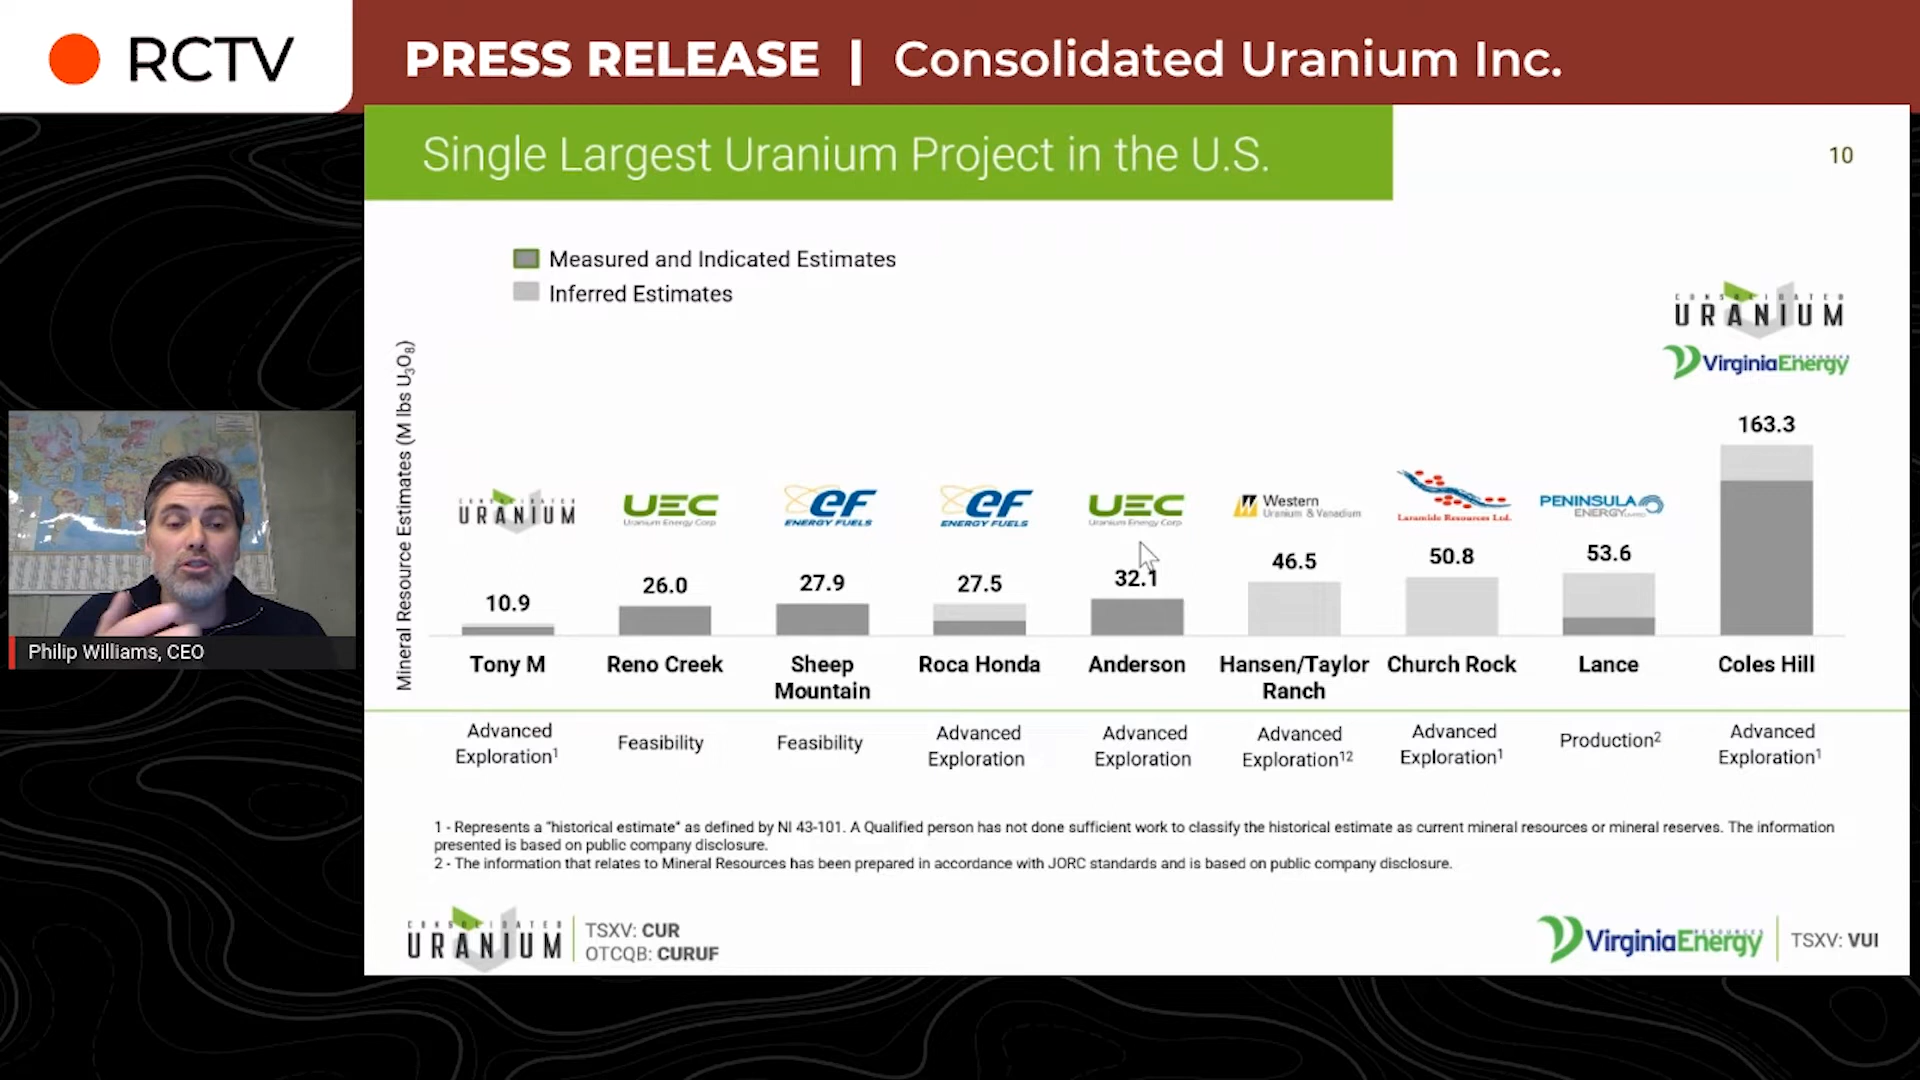 RCTV
PRESS RELEASE | Consolidated Uranium Inc.
Single Largest Uranium Project in the U.S.
10
Measured and Indicated Estimates
Inferred Estimates
Mineral Resource Estimates (M lbs U₃O₈)
CONSOLIDATED
URANIUM
VirginiaEnergy
RESOURCES
163.3
CONSOLIDATED
URANIUM
UEC
Uranium Energy Corp
ef
ENERGY FUELS
ef
ENERGY FUELS
UEC
Uranium Energy Corp
Western
Uranium & Vanadium
Laramide Resources Ltd.
PENINSULA
ENERGY LIMITED
10.9
26.0
27.9
27.5
32.1
46.5
50.8
53.6
Tony M
Reno Creek
Sheep
Mountain
Roca Honda
Anderson
Hansen/Taylor
Ranch
Church Rock
Lance
Coles Hill
Advanced
Exploration¹
Feasibility
Feasibility
Advanced
Exploration
Advanced
Exploration
Advanced
Exploration¹²
Advanced
Exploration¹
Production²
Advanced
Exploration¹
1 - Represents a "historical estimate" as defined by NI 43-101. A Qualified person has not done sufficient work to classify the historical estimate as current mineral resources or mineral reserves. The information
presented is based on public company disclosure.
2 - The information that relates to Mineral Resources has been prepared in accordance with JORC standards and is based on public company disclosure.
CONSOLIDATED
URANIUM
TSXV: CUR
OTCQB: CURUF
VirginiaEnergy
RESOURCES
TSXV: VUI
Philip Williams, CEO